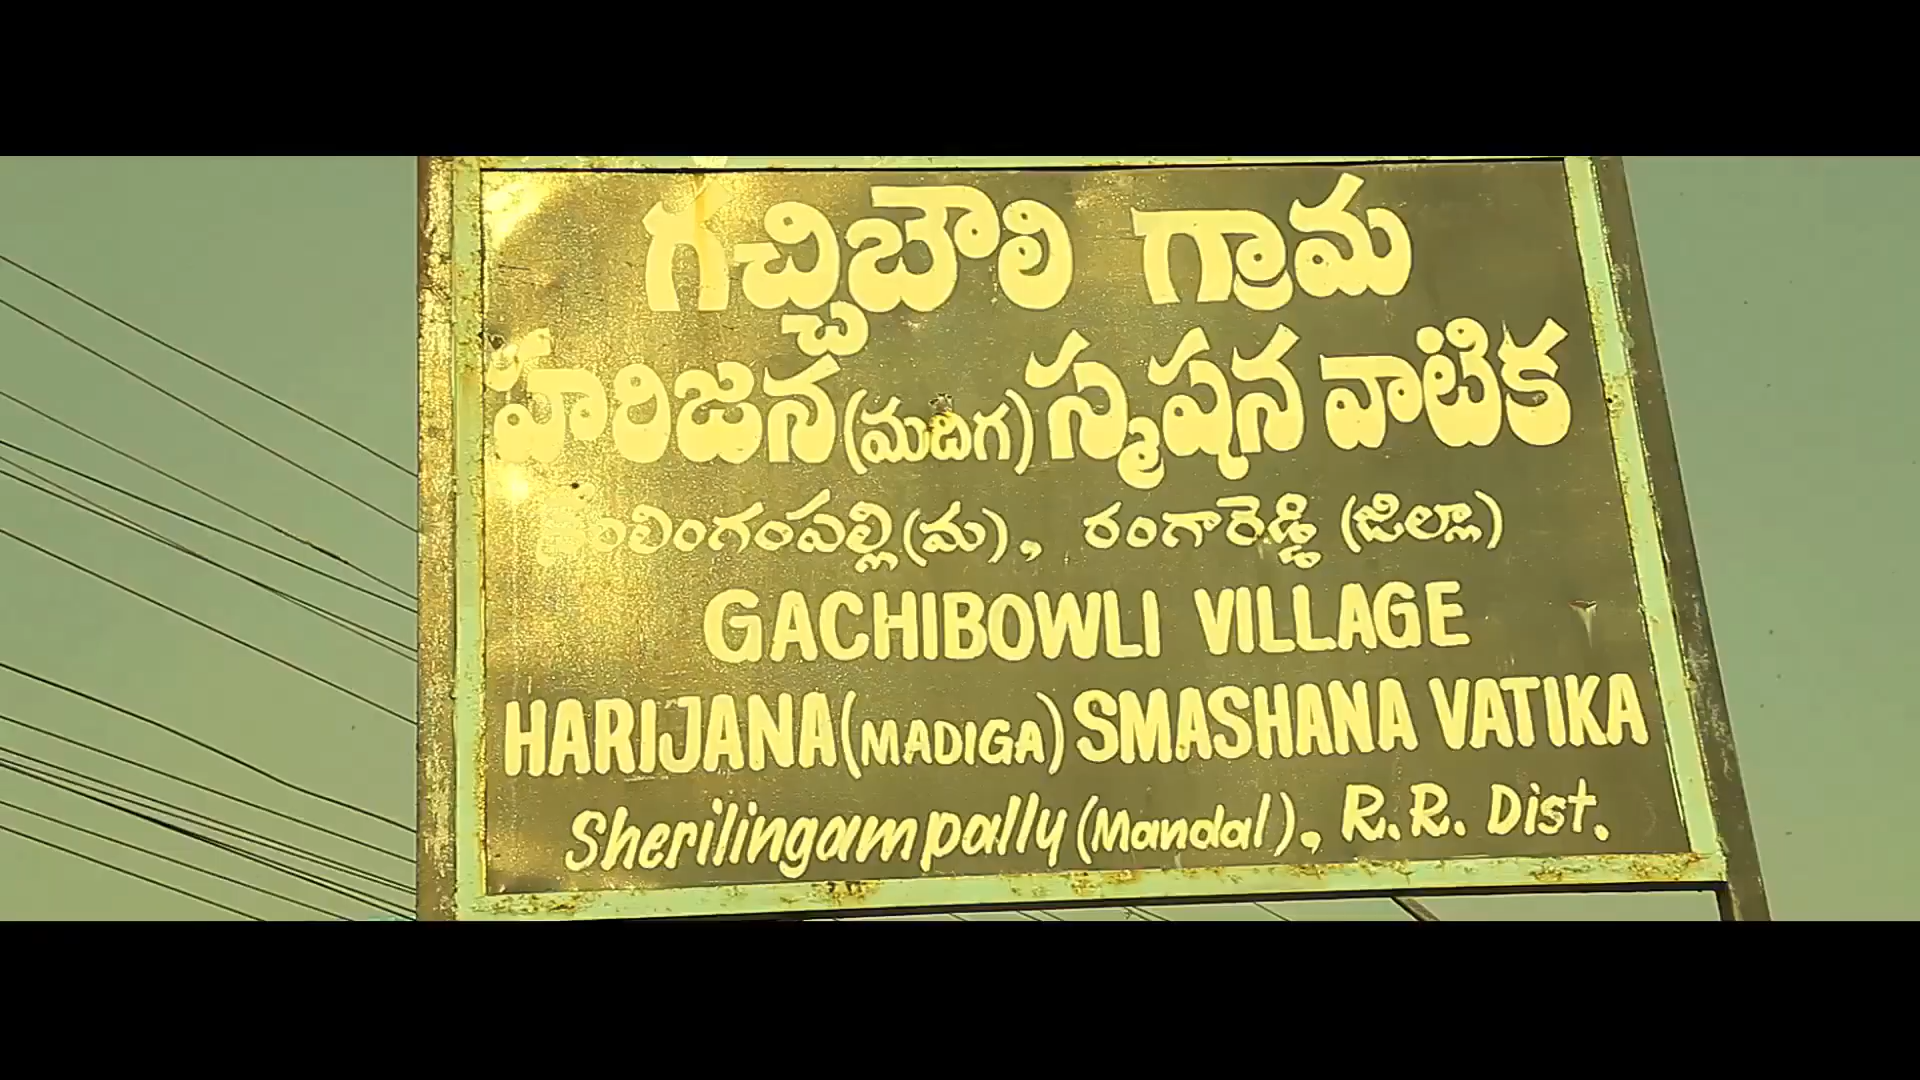 గచ్చిబౌలి గ్రామ
హరిజన (మదిగ) స్మషన వాటిక
శేరిలింగంపల్లి (మ), రంగారెడ్డి (జిల్లా)
GACHIBOWLI VILLAGE
HARIJANA (MADIGA) SMASHANA VATIKA
Sherilingampally (Mandal), R.R. Dist.